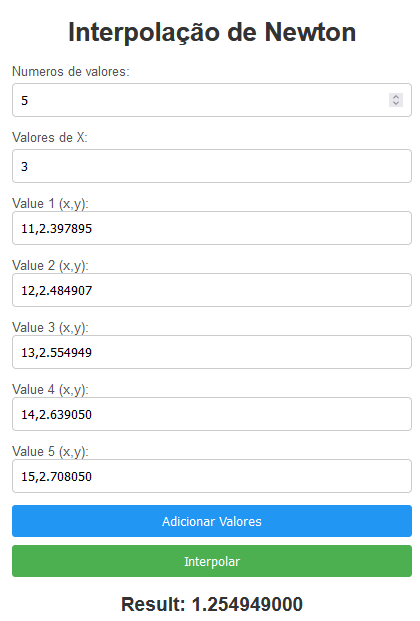 Interpolação de Newton
Numeros de valores:
5
Valores de X:
3
Value 1 (x,y):
11,2.397895
Value 2 (x,y):
12,2.484907
Value 3 (x,y):
13,2.554949
Value 4 (x,y):
14,2.639050
Value 5 (x,y):
15,2.708050
Adicionar Valores
Interpolar
Result: 1.254949000